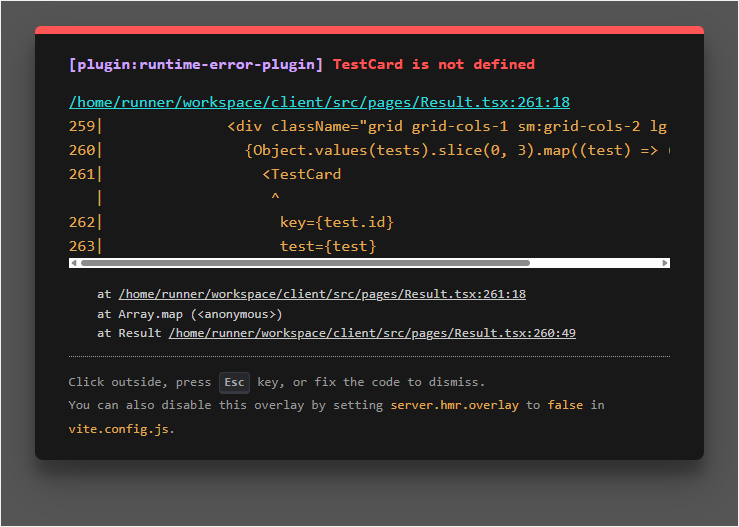 [plugin:runtime-error-plugin] TestCard is not defined
/home/runner/workspace/client/src/pages/Result.tsx:261:18
259|              <div className="grid grid-cols-1 sm:grid-cols-2 lg
260|                {Object.values(tests).slice(0, 3).map((test) => (
261|                  <TestCard
   |                   ^
262|                    key={test.id}
263|                    test={test}
at /home/runner/workspace/client/src/pages/Result.tsx:261:18
at Array.map (<anonymous>)
at Result /home/runner/workspace/client/src/pages/Result.tsx:260:49
Click outside, press Esc key, or fix the code to dismiss.
You can also disable this overlay by setting server.hmr.overlay to false in
vite.config.js.